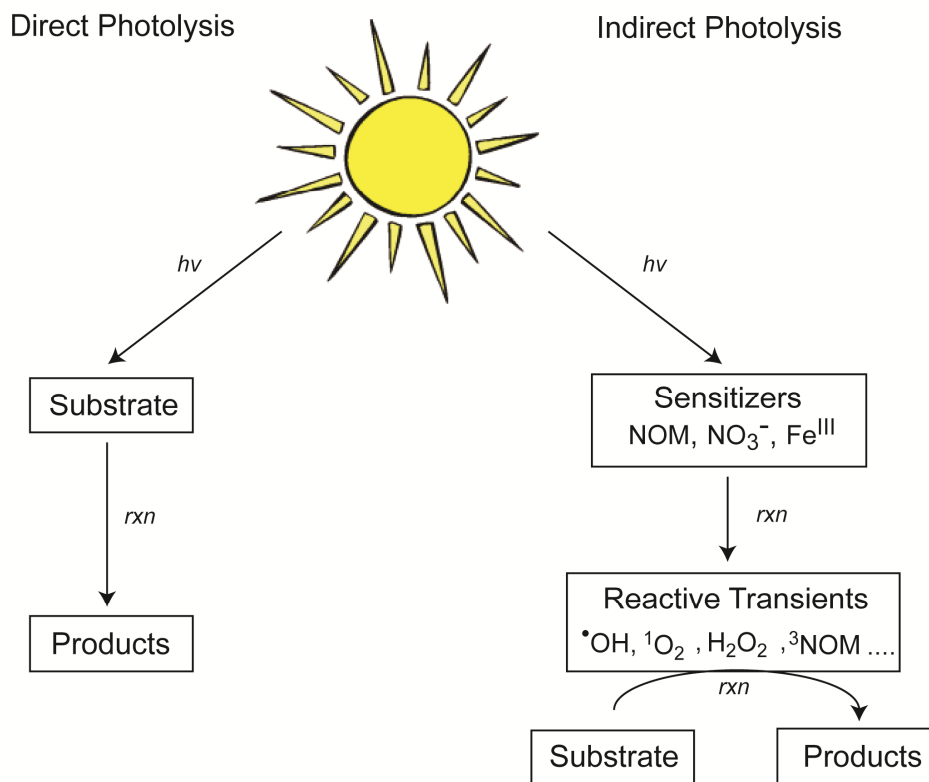 Direct Photolysis
Indirect Photolysis
hν
hν
Substrate
Sensitizers
NOM, NO₃⁻, Feᴵᴵᴵ
rxn
rxn
Reactive Transients
•OH, ¹O₂ , H₂O₂ , ³NOM ....
Products
rxn
Substrate
Products